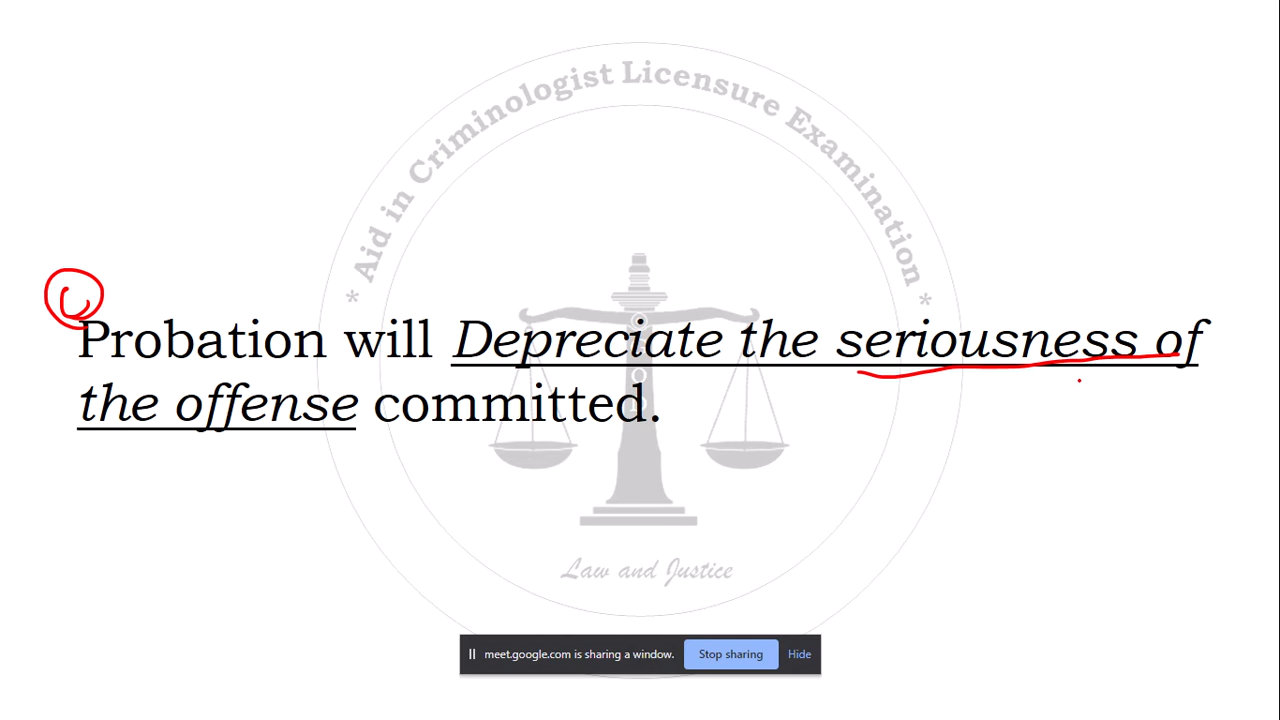 * Aid in Criminologist Licensure Examination *
Probation will Depreciate the seriousness of
the offense committed.
Law and Justice
meet.google.com is sharing a window. Stop sharing Hide